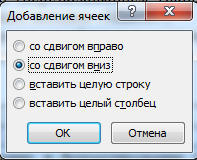 Добавление ячеек
со сдвигом вправо
со сдвигом вниз
вставить целую строку
вставить целый столбец
ОК Отмена